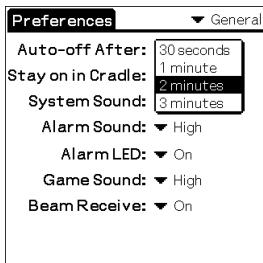 Preferences General
Auto-off After: 30 seconds
1 minute
Stay on in Cradle: 2 minutes
System Sound: 3 minutes
Alarm Sound: High
Alarm LED: On
Game Sound: High
Beam Receive: On